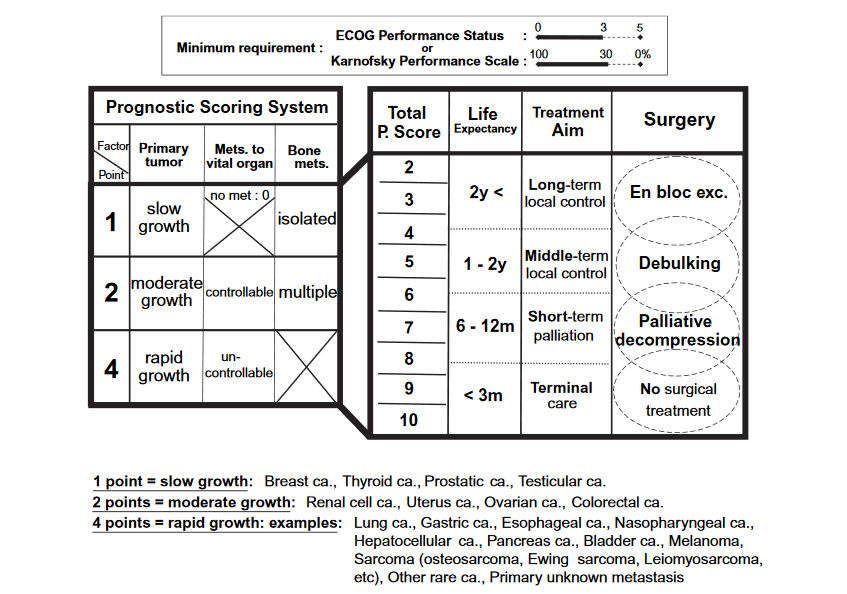 Minimum requirement :
ECOG Performance Status :
or
Karnofsky Performance Scale :
0 3 5
100 30 0%
Prognostic Scoring System
Factor
Point
Primary
tumor
Mets. to
vital organ
Bone
mets.
1
slow
growth
no met : 0
isolated
2
moderate
growth
controllable
multiple
4
rapid
growth
un-
controllable
Total
P. Score
Life
Expectancy
Treatment
Aim
Surgery
2
3
4
5
6
7
8
9
10
2y <
1 - 2y
6 - 12m
< 3m
Long-term
local control
Middle-term
local control
Short-term
palliation
Terminal
care
En bloc exc.
Debulking
Palliative
decompression
No surgical
treatment
1 point = slow growth: Breast ca., Thyroid ca., Prostatic ca., Testicular ca.
2 points = moderate growth: Renal cell ca., Uterus ca., Ovarian ca., Colorectal ca.
4 points = rapid growth: examples: Lung ca., Gastric ca., Esophageal ca., Nasopharyngeal ca.,
Hepatocellular ca., Pancreas ca., Bladder ca., Melanoma,
Sarcoma (osteosarcoma, Ewing sarcoma, Leiomyosarcoma,
etc), Other rare ca., Primary unknown metastasis